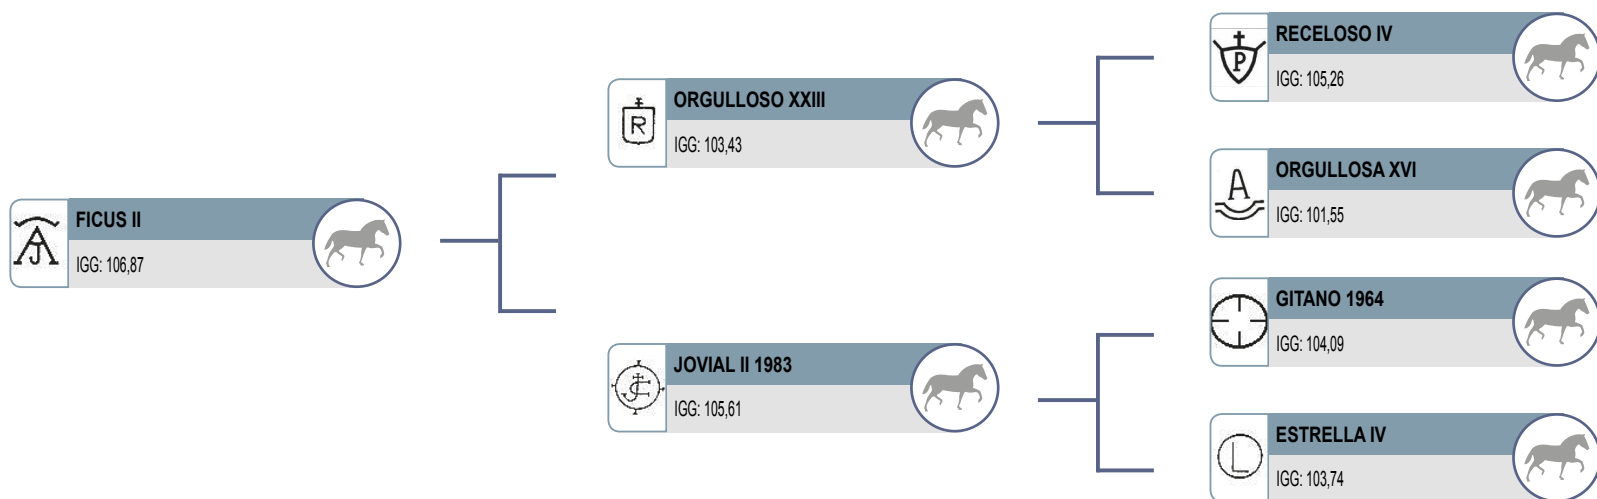 FICUS II
IGG: 106,87
ORGULLOSO XXIII
IGG: 103,43
JOVIAL II 1983
IGG: 105,61
RECELOSO IV
IGG: 105,26
ORGULLOSA XVI
IGG: 101,55
GITANO 1964
IGG: 104,09
ESTRELLA IV
IGG: 103,74
R
P
A
L